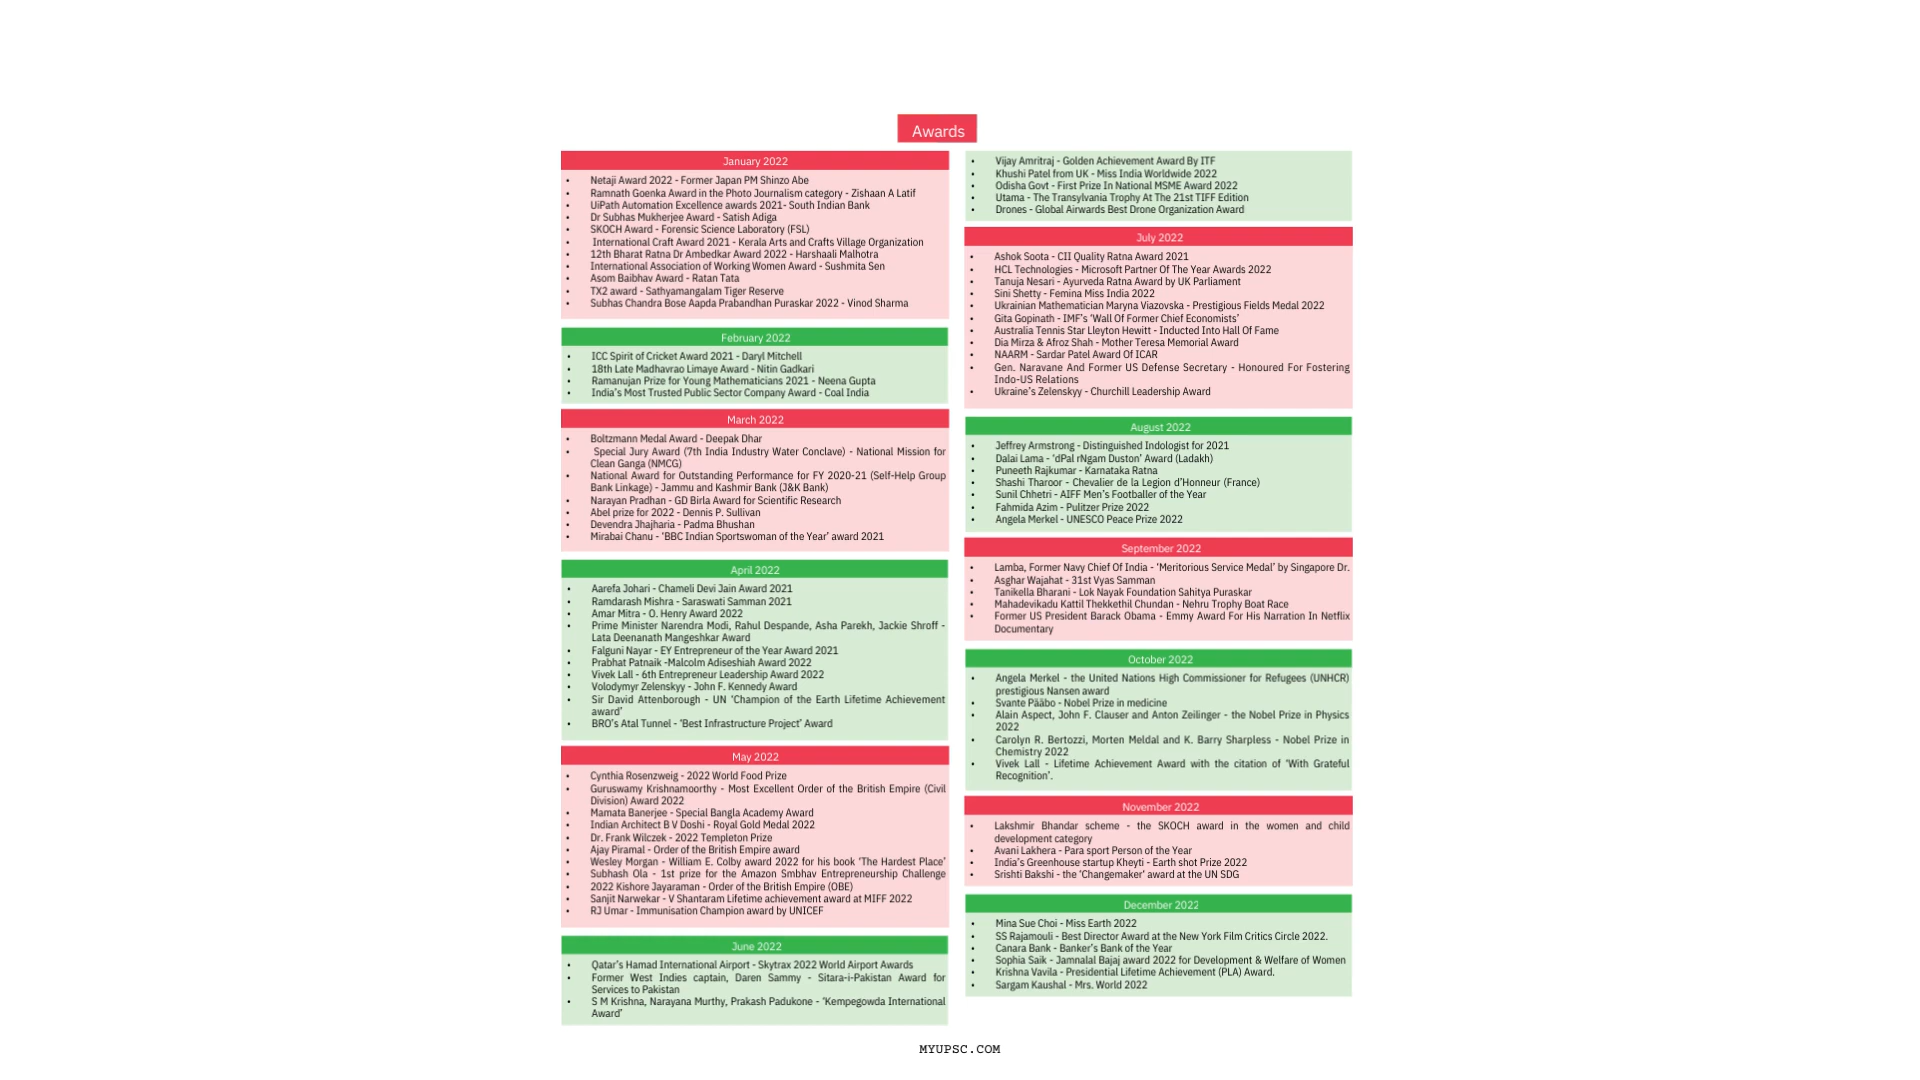 Awards
January 2022
• Netaji Award 2022 - Former Japan PM Shinzo Abe
• Ramnath Goenka Award in the Photo Journalism category - Zishaan A Latif
• UiPath Automation Excellence awards 2021- South Indian Bank
• Dr Subhas Mukherjee Award - Satish Adiga
• SKOCH Award - Forensic Science Laboratory (FSL)
• International Craft Award 2021 - Kerala Arts and Crafts Village Organization
• 12th Bharat Ratna Dr Ambedkar Award 2022 - Harshaali Malhotra
• International Association of Working Women Award - Sushmita Sen
• Asom Baibhav Award - Ratan Tata
• TX2 award - Sathyamangalam Tiger Reserve
• Subhas Chandra Bose Aapda Prabandhan Puraskar 2022 - Vinod Sharma
February 2022
• ICC Spirit of Cricket Award 2021 - Daryl Mitchell
• 18th Late Madhavrao Limaye Award - Nitin Gadkari
• Ramanujan Prize for Young Mathematicians 2021 - Neena Gupta
• India's Most Trusted Public Sector Company Award - Coal India
March 2022
• Boltzmann Medal Award - Deepak Dhar
• Special Jury Award (7th India Industry Water Conclave) - National Mission for
Clean Ganga (NMCG)
• National Award for Outstanding Performance for FY 2020-21 (Self-Help Group
Bank Linkage) - Jammu and Kashmir Bank (J&K Bank)
• Narayan Pradhan - GD Birla Award for Scientific Research
• Abel prize for 2022 - Dennis P. Sullivan
• Devendra Jhajharia - Padma Bhushan
• Mirabai Chanu - ‘BBC Indian Sportswoman of the Year’ award 2021
April 2022
• Aarefa Johari - Chameli Devi Jain Award 2021
• Ramdarash Mishra - Saraswati Samman 2021
• Amar Mitra - O. Henry Award 2022
• Prime Minister Narendra Modi, Rahul Despande, Asha Parekh, Jackie Shroff -
Lata Deenanath Mangeshkar Award
• Falguni Nayar - EY Entrepreneur of the Year Award 2021
• Prabhat Patnaik -Malcolm Adiseshiah Award 2022
• Vivek Lall - 6th Entrepreneur Leadership Award 2022
• Volodymyr Zelenskyy - John F. Kennedy Award
• Sir David Attenborough - UN ‘Champion of the Earth Lifetime Achievement
award’
• BRO’s Atal Tunnel - ‘Best Infrastructure Project’ Award
May 2022
• Cynthia Rosenzweig - 2022 World Food Prize
• Guruswamy Krishnamoorthy - Most Excellent Order of the British Empire (Civil
Division) Award 2022
• Mamata Banerjee - Special Bangla Academy Award
• Indian Architect B V Doshi - Royal Gold Medal 2022
• Dr. Frank Wilczek - 2022 Templeton Prize
• Ajay Piramal - Order of the British Empire award
• Wesley Morgan - William E. Colby award 2022 for his book ‘The Hardest Place’
• Subhash Ola - 1st prize for the Amazon Smbhav Entrepreneurship Challenge
• 2022 Kishore Jayaraman - Order of the British Empire (OBE)
• Sanjit Narwekar - V Shantaram Lifetime achievement award at MIFF 2022
• RJ Umar - Immunisation Champion award by UNICEF
June 2022
• Qatar’s Hamad International Airport - Skytrax 2022 World Airport Awards
• Former West Indies captain, Daren Sammy - Sitara-i-Pakistan Award for
Services to Pakistan
• S M Krishna, Narayana Murthy, Prakash Padukone - ‘Kempegowda International
Award’
• Vijay Amritraj - Golden Achievement Award By ITF
• Khushi Patel from UK - Miss India Worldwide 2022
• Odisha Govt - First Prize In National MSME Award 2022
• Utama - The Transylvania Trophy At The 21st TIFF Edition
• Drones - Global Airwards Best Drone Organization Award
July 2022
• Ashok Soota - CII Quality Ratna Award 2021
• HCL Technologies - Microsoft Partner Of The Year Awards 2022
• Tanuja Nesari - Ayurveda Ratna Award by UK Parliament
• Sini Shetty - Femina Miss India 2022
• Ukrainian Mathematician Maryna Viazovska - Prestigious Fields Medal 2022
• Gita Gopinath - IMF’s ‘Wall Of Former Chief Economists’
• Australia Tennis Star Lleyton Hewitt - Inducted Into Hall Of Fame
• Dia Mirza & Afroz Shah - Mother Teresa Memorial Award
• NAARM - Sardar Patel Award Of ICAR
• Gen. Naravane And Former US Defense Secretary - Honoured For Fostering
Indo-US Relations
• Ukraine’s Zelenskyy - Churchill Leadership Award
August 2022
• Jeffrey Armstrong - Distinguished Indologist for 2021
• Dalai Lama - ‘dPal rNgam Duston’ Award (Ladakh)
• Puneeth Rajkumar - Karnataka Ratna
• Shashi Tharoor - Chevalier de la Legion d’Honneur (France)
• Sunil Chhetri - AIFF Men’s Footballer of the Year
• Fahmida Azim - Pulitzer Prize 2022
• Angela Merkel - UNESCO Peace Prize 2022
September 2022
• Lamba, Former Navy Chief Of India - ‘Meritorious Service Medal’ by Singapore Dr.
• Asghar Wajahat - 31st Vyas Samman
• Tanikella Bharani - Lok Nayak Foundation Sahitya Puraskar
• Mahadevikadu Kattil Thekkethil Chundan - Nehru Trophy Boat Race
• Former US President Barack Obama - Emmy Award For His Narration In Netflix
Documentary
October 2022
• Angela Merkel - the United Nations High Commissioner for Refugees (UNHCR)
prestigious Nansen award
• Svante Pääbo - Nobel Prize in medicine
• Alain Aspect, John F. Clauser and Anton Zeilinger - the Nobel Prize in Physics
2022
• Carolyn R. Bertozzi, Morten Meldal and K. Barry Sharpless - Nobel Prize in
Chemistry 2022
• Vivek Lall - Lifetime Achievement Award with the citation of ‘With Grateful
Recognition’.
November 2022
• Lakshmir Bhandar scheme - the SKOCH award in the women and child
development category
• Avani Lakhera - Para sport Person of the Year
• India’s Greenhouse startup Kheyti - Earth shot Prize 2022
• Srishti Bakshi - the ‘Changemaker’ award at the UN SDG
December 2022
• Mina Sue Choi - Miss Earth 2022
• SS Rajamouli - Best Director Award at the New York Film Critics Circle 2022.
• Canara Bank - Banker’s Bank of the Year
• Sophia Saik - Jamnalal Bajaj award 2022 for Development & Welfare of Women
• Krishna Vavila - Presidential Lifetime Achievement (PLA) Award.
• Sargam Kaushal - Mrs. World 2022
MYUPSC.COM